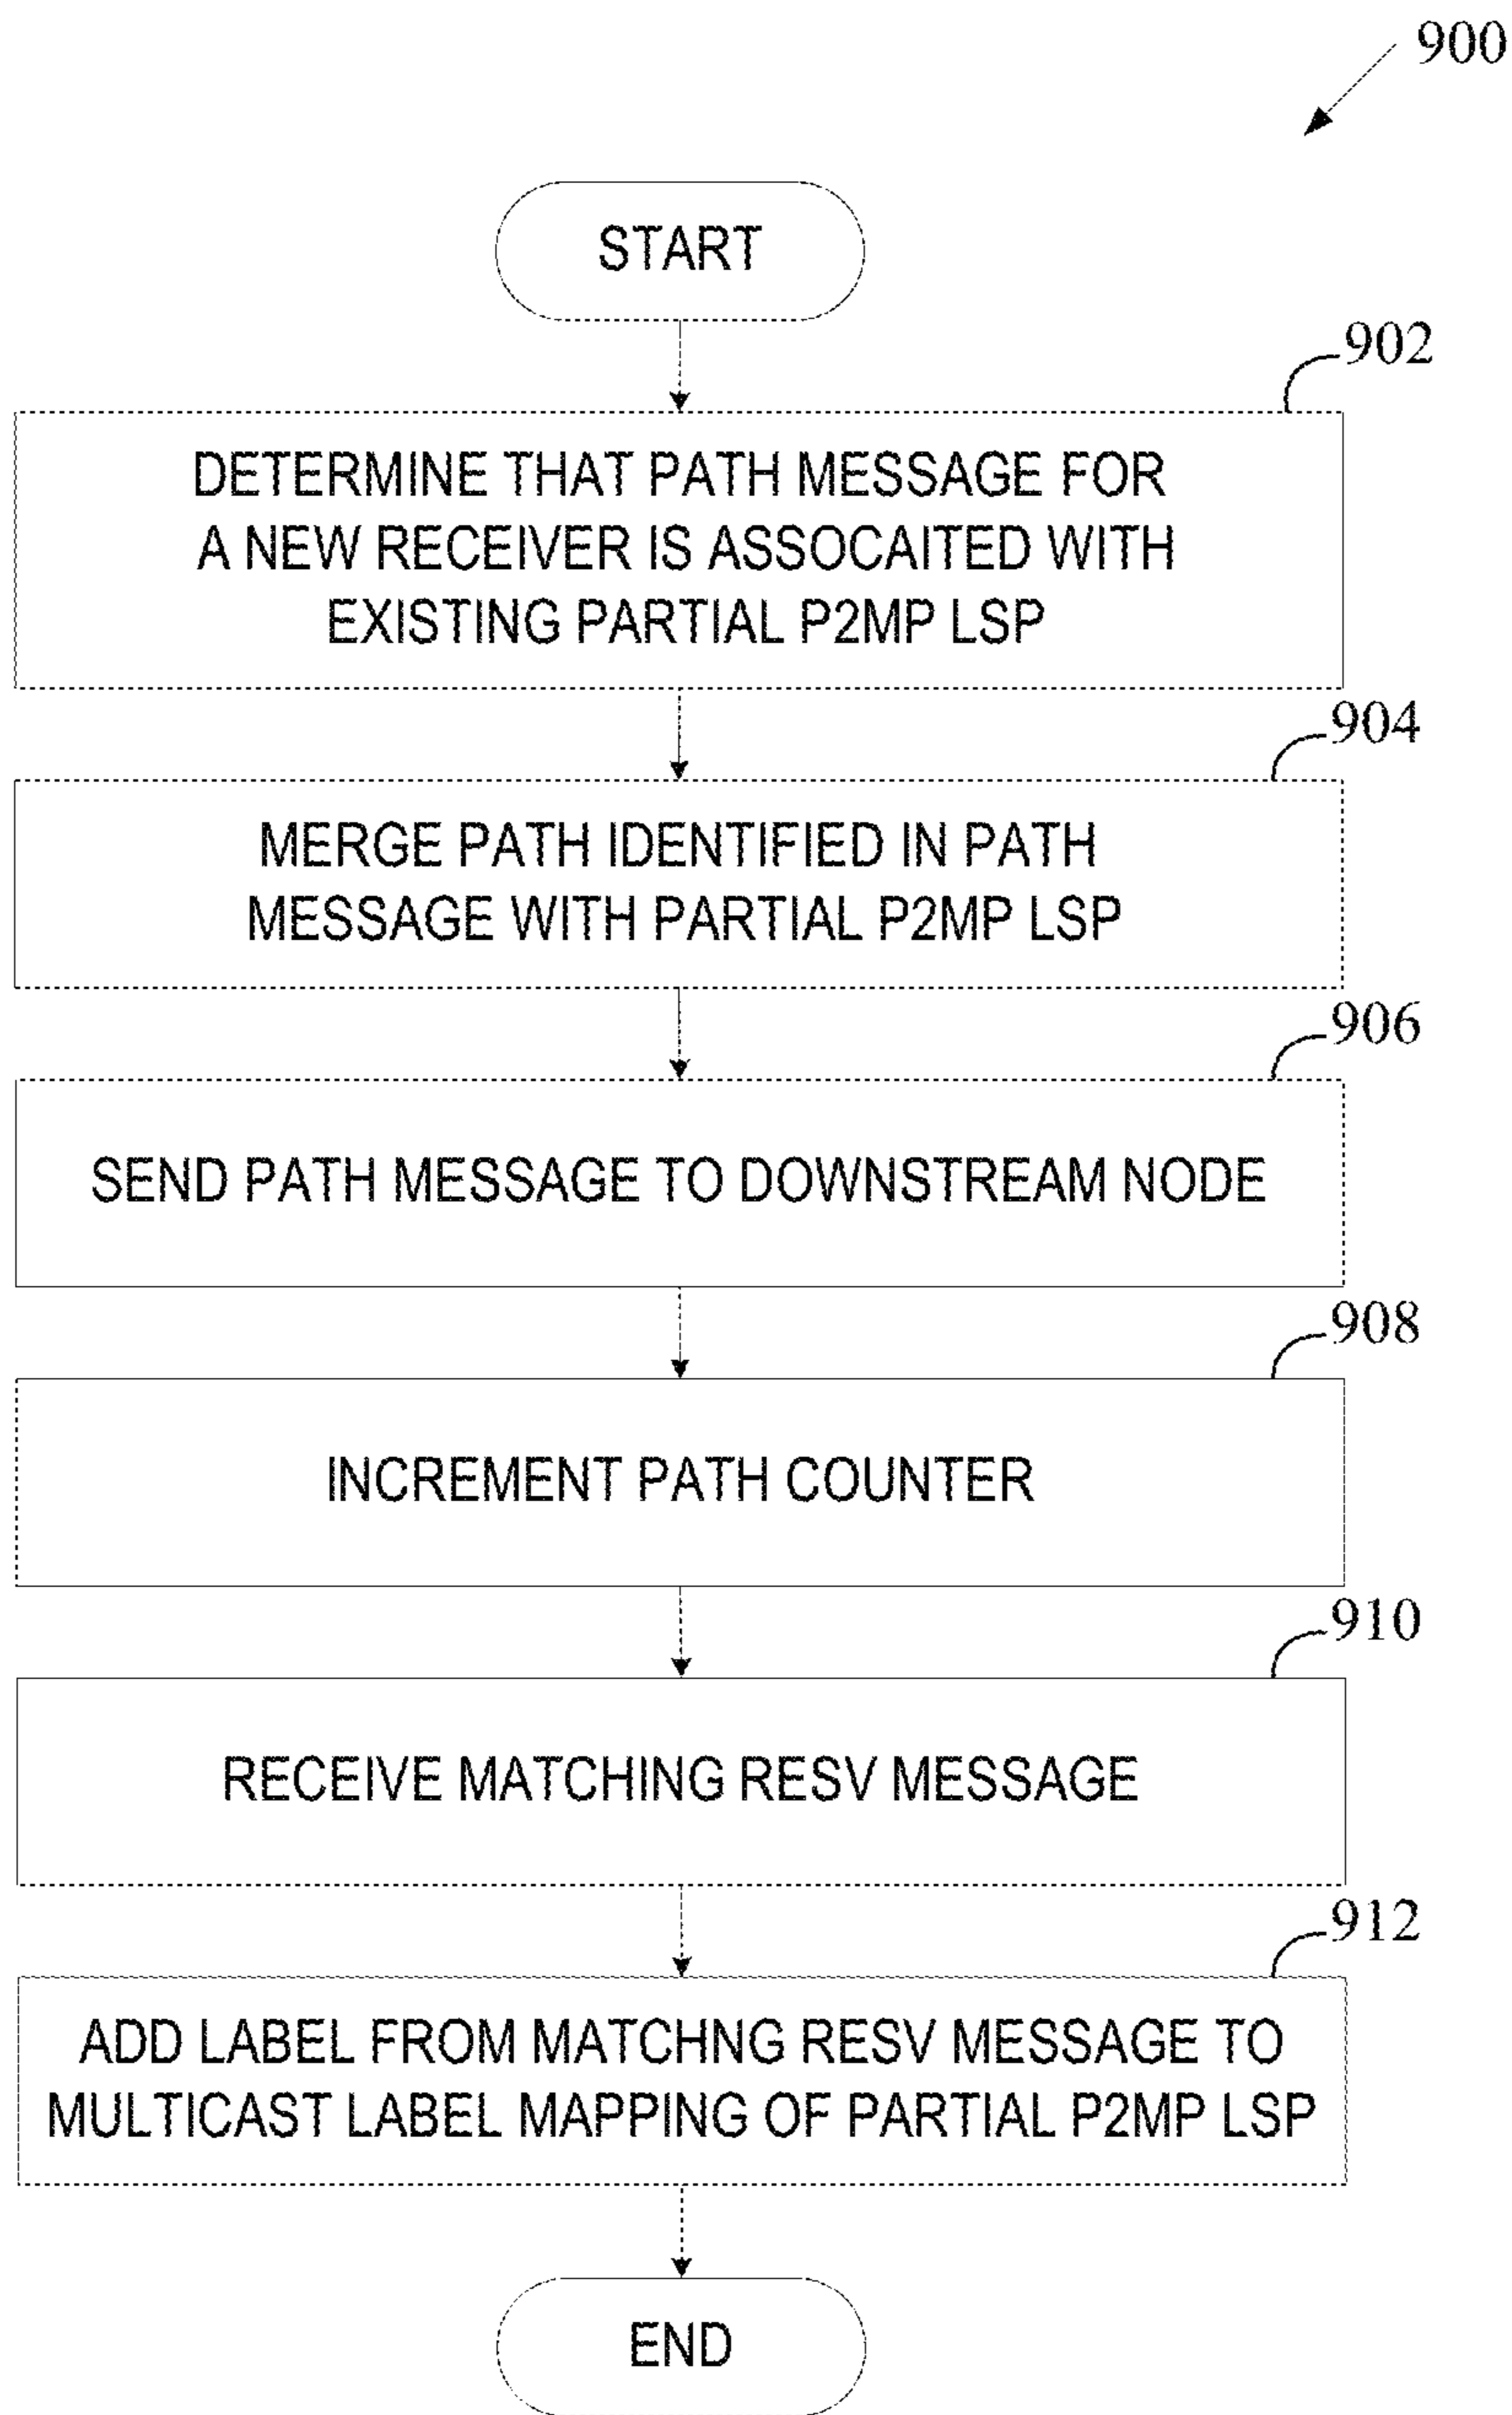 900
START
902
DETERMINE THAT PATH MESSAGE FOR
A NEW RECEIVER IS ASSOCAITED WITH
EXISTING PARTIAL P2MP LSP
904
MERGE PATH IDENTIFIED IN PATH
MESSAGE WITH PARTIAL P2MP LSP
906
SEND PATH MESSAGE TO DOWNSTREAM NODE
908
INCREMENT PATH COUNTER
910
RECEIVE MATCHING RESV MESSAGE
912
ADD LABEL FROM MATCHNG RESV MESSAGE TO
MULTICAST LABEL MAPPING OF PARTIAL P2MP LSP
END